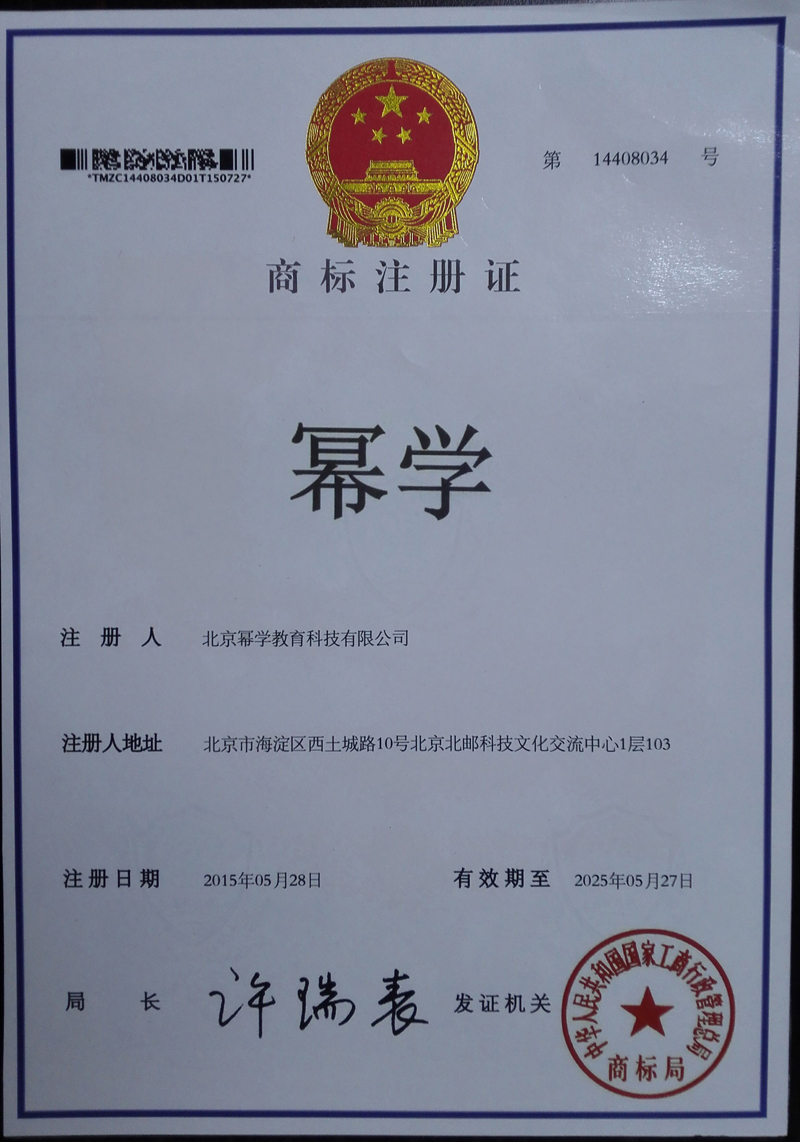 *TMZC14408034D01T150727*
第 14408034 号
商标注册证
幂学
注册人 北京幂学教育科技有限公司
注册人地址 北京市海淀区西土城路10号北京北邮科技文化交流中心1层103
注册日期 2015年05月28日 有效期至 2025年05月27日
局长 许瑞表 发证机关
中华人民共和国国家工商行政管理总局
商标局